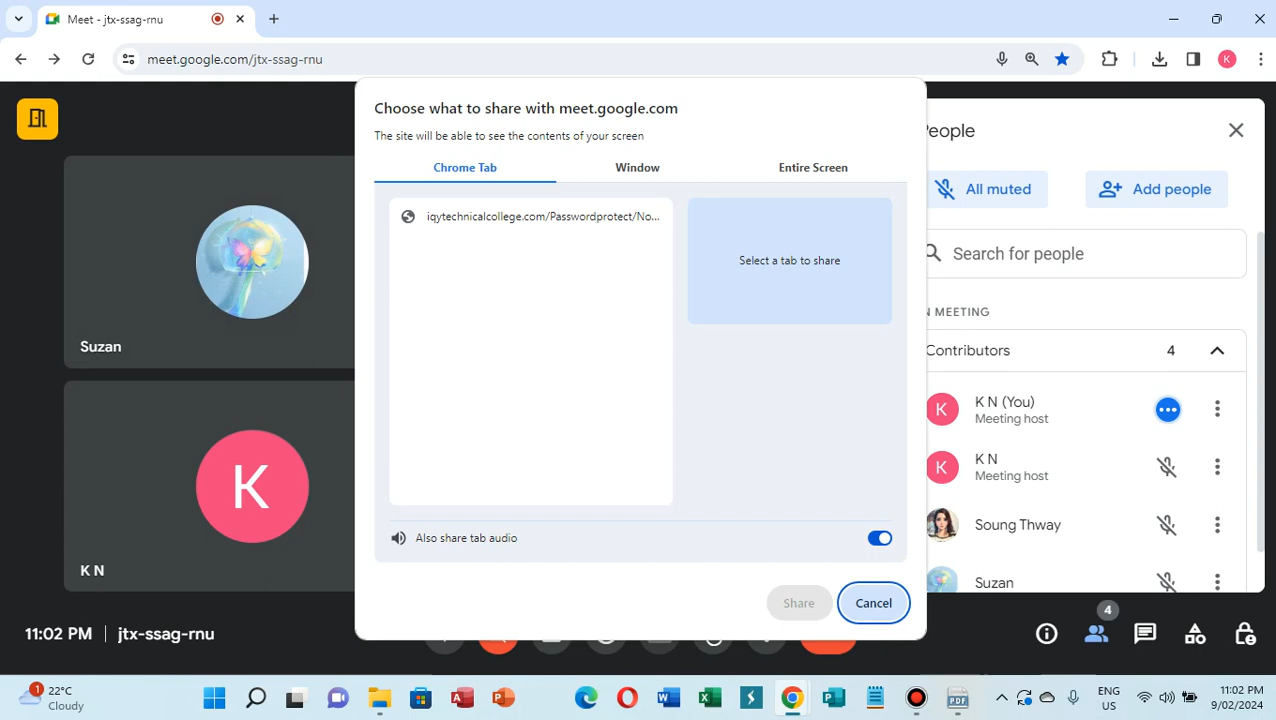 Meet - jtx-ssag-rnu
meet.google.com/jtx-ssag-rnu
K
Choose what to share with meet.google.com
The site will be able to see the contents of your screen
Chrome Tab
Window
Entire Screen
iqytechnicalcollege.com/Passwordprotect/No...
Select a tab to share
Also share tab audio
Share
Cancel
Suzan
K
K N
eople
All muted
Add people
Search for people
N MEETING
Contributors
4
K
K N (You)
Meeting host
K
K N
Meeting host
Soung Thway
Suzan
4
11:02 PM
jtx-ssag-rnu
1
22°C
Cloudy
A
P
W
X
P
PDF
ENG
US
11:02 PM
9/02/2024